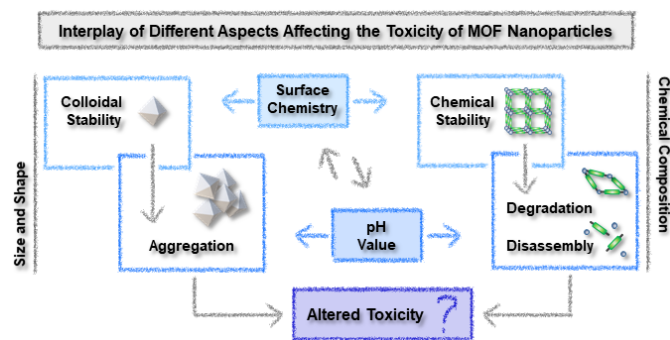 Interplay of Different Aspects Affecting the Toxicity of MOF Nanoparticles
Size and Shape
Colloidal
Stability
Surface
Chemistry
Chemical
Stability
Chemical Composition
Aggregation
pH
Value
Degradation
Disassembly
Altered Toxicity ?